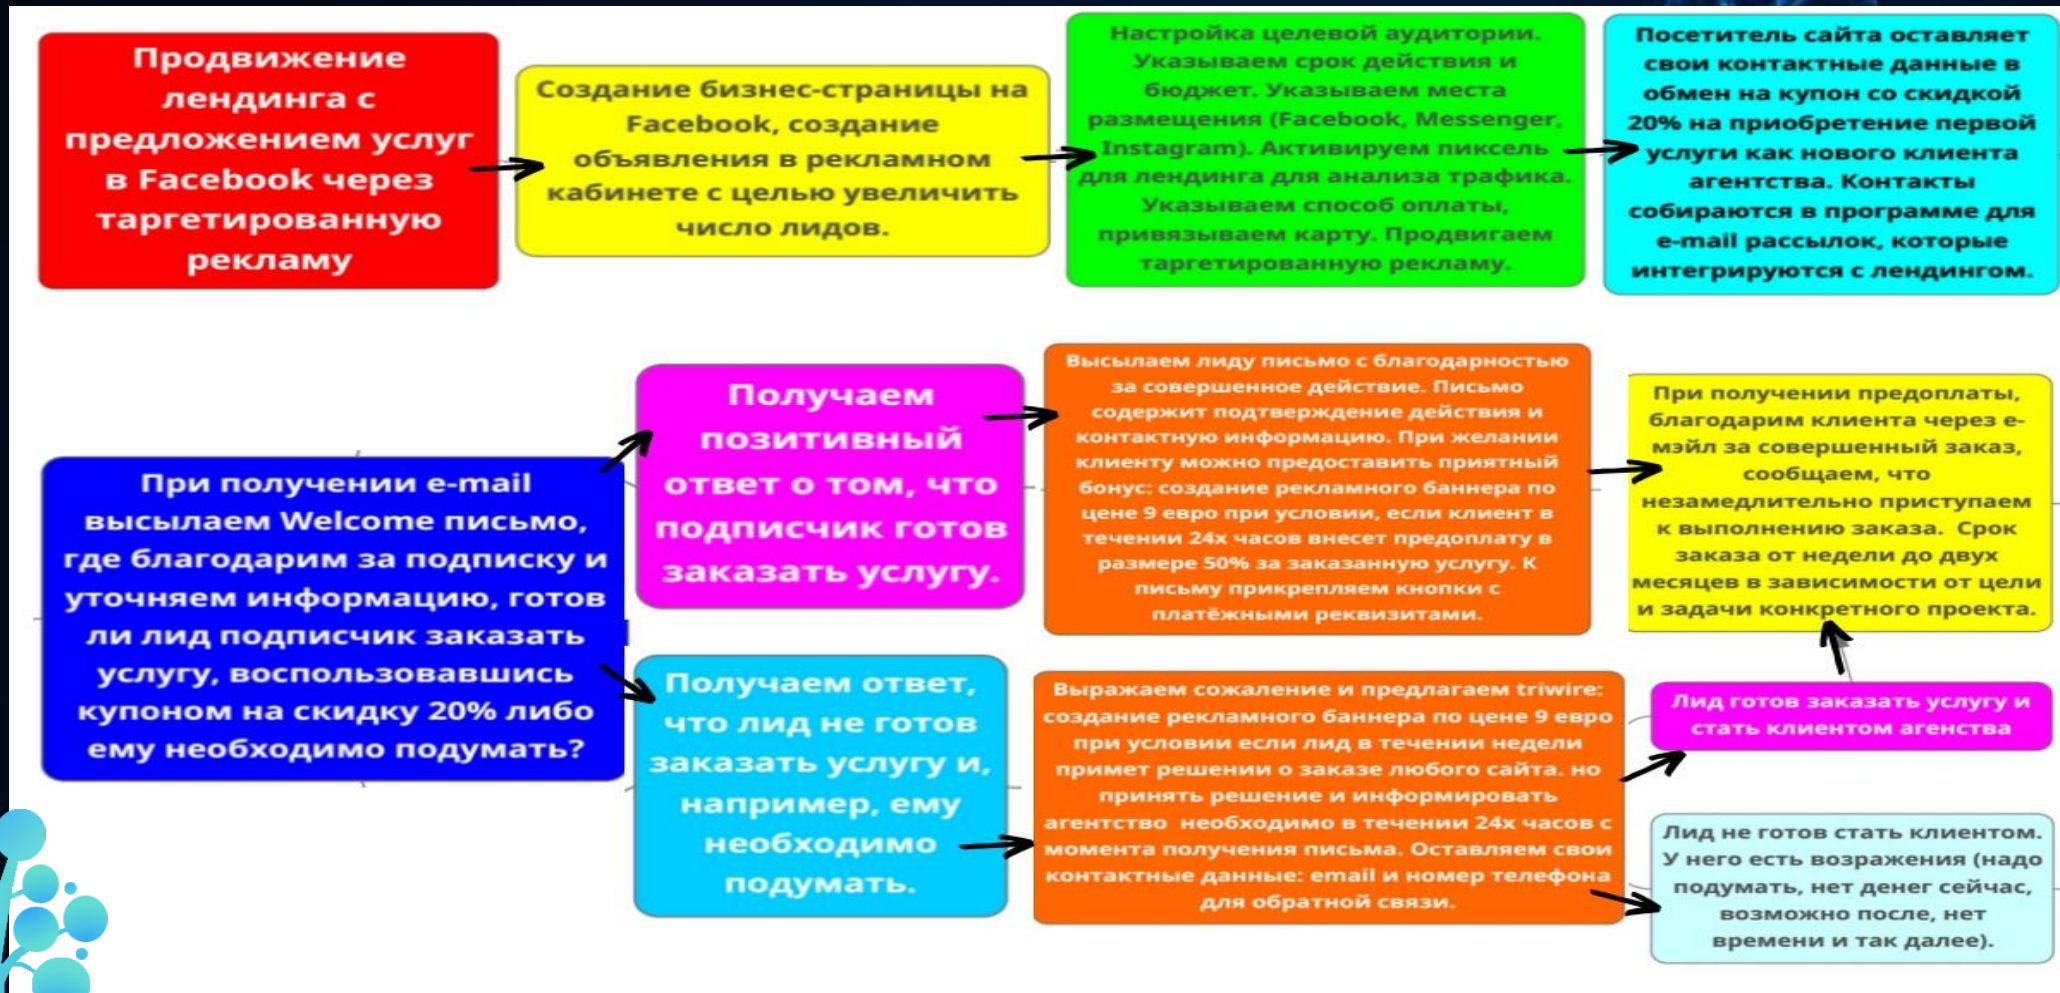 Продвижение
лендинга с
предложением услуг
в Facebook через
таргетированную
рекламу
Создание бизнес-страницы на
Facebook, создание
объявления в рекламном
кабинете с целью увеличить
число лидов.
Настройка целевой аудитории.
Указываем срок действия и
бюджет. Указываем места
размещения (Facebook, Messenger,
Instagram). Активируем пиксель
для лендинга для анализа трафика.
Указываем способ оплаты,
привязываем карту. Продвигаем
таргетированную рекламу.
Посетитель сайта оставляет
свои контактные данные в
обмен на купон со скидкой
20% на приобретение первой
услуги как нового клиента
агентства. Контакты
собираются в программе для
e-mail рассылок, которые
интегрируются с лендингом.
При получении e-mail
высылаем Welcome письмо,
где благодарим за подписку и
уточняем информацию, готов
ли лид подписчик заказать
услугу, воспользовавшись
купоном на скидку 20% либо
ему необходимо подумать?
Получаем
позитивный
ответ о том, что
подписчик готов
заказать услугу.
Высылаем лиду письмо с благодарностью
за совершенное действие. Письмо
содержит подтверждение действия и
контактную информацию. При желании
клиенту можно предоставить приятный
бонус: создание рекламного баннера по
цене 9 евро при условии, если клиент в
течении 24х часов внесет предоплату в
размере 50% за заказанную услугу. К
письму прикрепляем кнопки с
платёжными реквизитами.
При получении предоплаты,
благодарим клиента через е-
мэйл за совершенный заказ,
сообщаем, что
незамедлительно приступаем
к выполнению заказа. Срок
заказа от недели до двух
месяцев в зависимости от цели
и задачи конкретного проекта.
Получаем ответ,
что лид не готов
заказать услугу и,
например, ему
необходимо
подумать.
Выражаем сожаление и предлагаем triwire:
создание рекламного баннера по цене 9 евро
при условии если лид в течении недели
примет решении о заказе любого сайта. но
принять решение и информировать
агентство необходимо в течении 24х часов с
момента получения письма. Оставляем свои
контактные данные: email и номер телефона
для обратной связи.
Лид готов заказать услугу и
стать клиентом агенства
Лид не готов стать клиентом.
У него есть возражения (надо
подумать, нет денег сейчас,
возможно после, нет
времени и так далее).